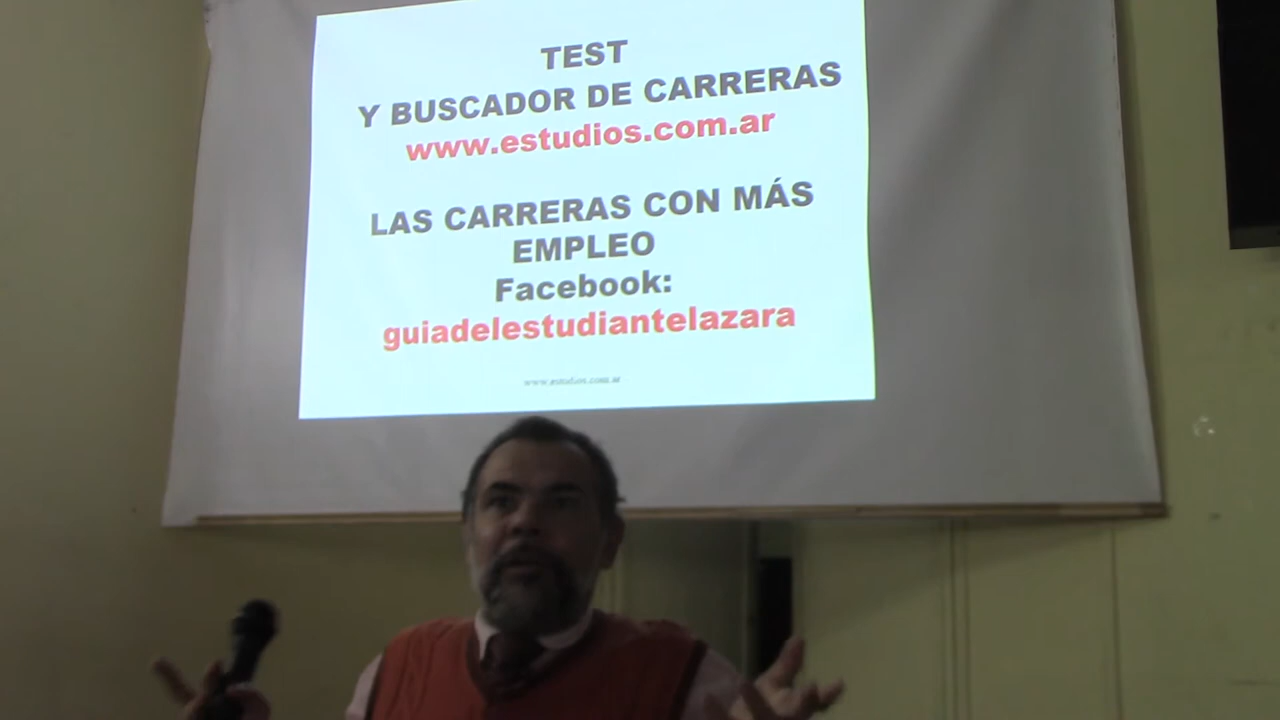 TEST
Y BUSCADOR DE CARRERAS
www.estudios.com.ar
LAS CARRERAS CON MÁS
EMPLEO
Facebook:
guiadelestudiantelazara
www.estudios.com.ar